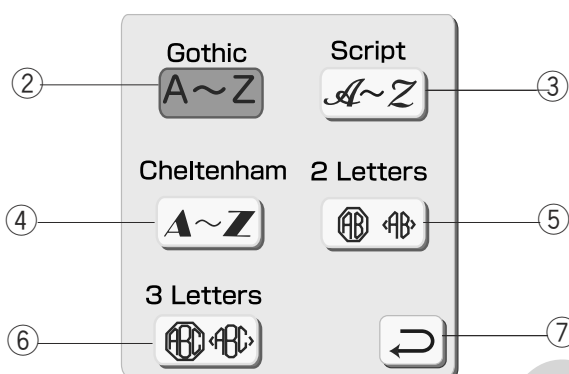 Gothic Script
② A~Z A~Z ③
Cheltenham 2 Letters
④ A~Z AB <AB> ⑤
3 Letters
⑥ ABC <ABC> ⑦